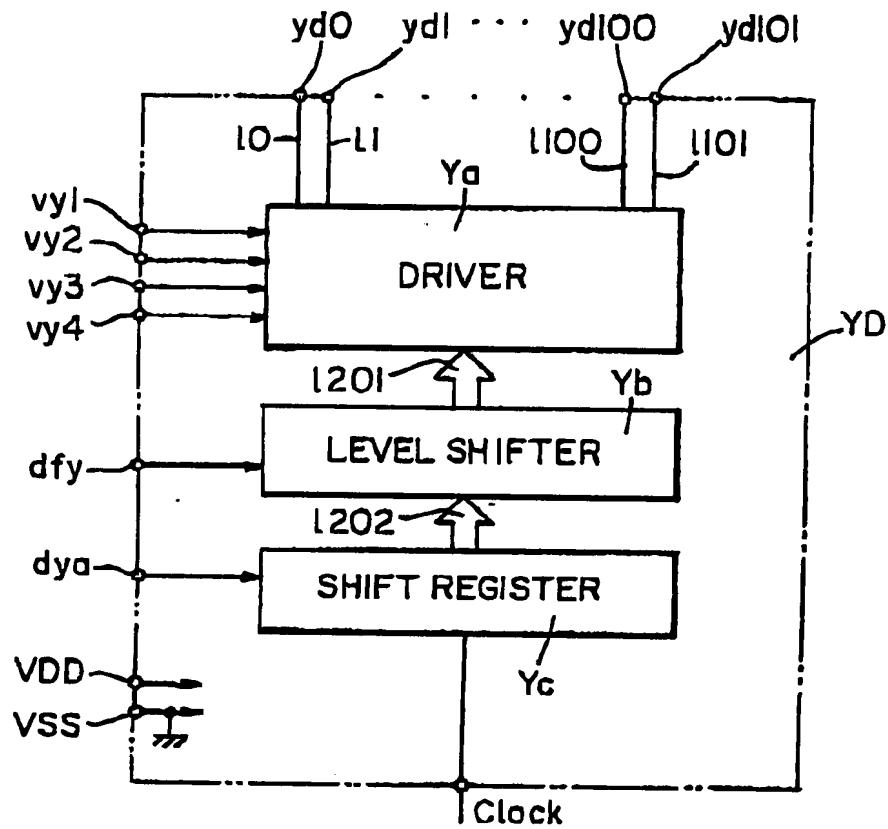 yd0 yd1 ... yd100 yd101
l0 l1 l100 l101
Ya
vy1
vy2
vy3
vy4
DRIVER
YD
l201
Yb
LEVEL SHIFTER
dfy
l202
dya
SHIFT REGISTER
Yc
VDD
VSS
Clock